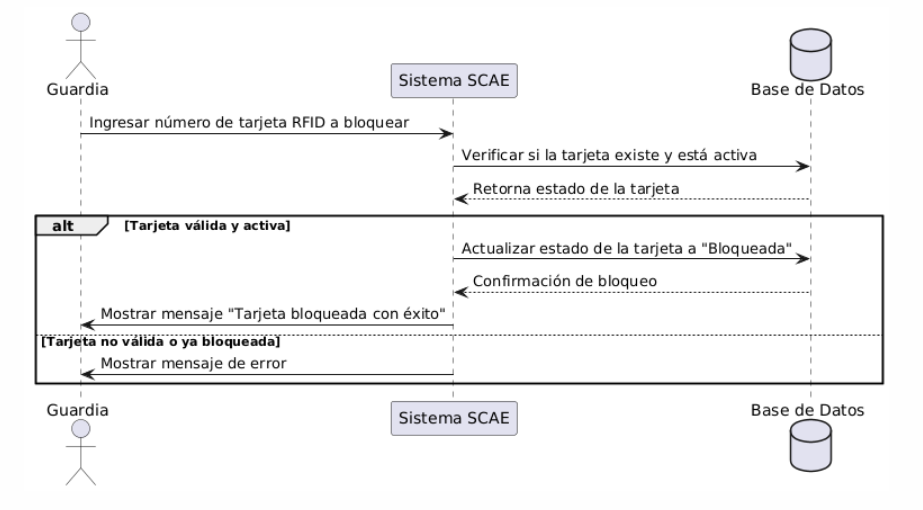 Guardia
Sistema SCAE
Base de Datos
Ingresar número de tarjeta RFID a bloquear
Verificar si la tarjeta existe y está activa
Retorna estado de la tarjeta
alt [Tarjeta válida y activa]
Actualizar estado de la tarjeta a "Bloqueada"
Confirmación de bloqueo
Mostrar mensaje "Tarjeta bloqueada con éxito"
[Tarjeta no válida o ya bloqueada]
Mostrar mensaje de error
Guardia
Sistema SCAE
Base de Datos